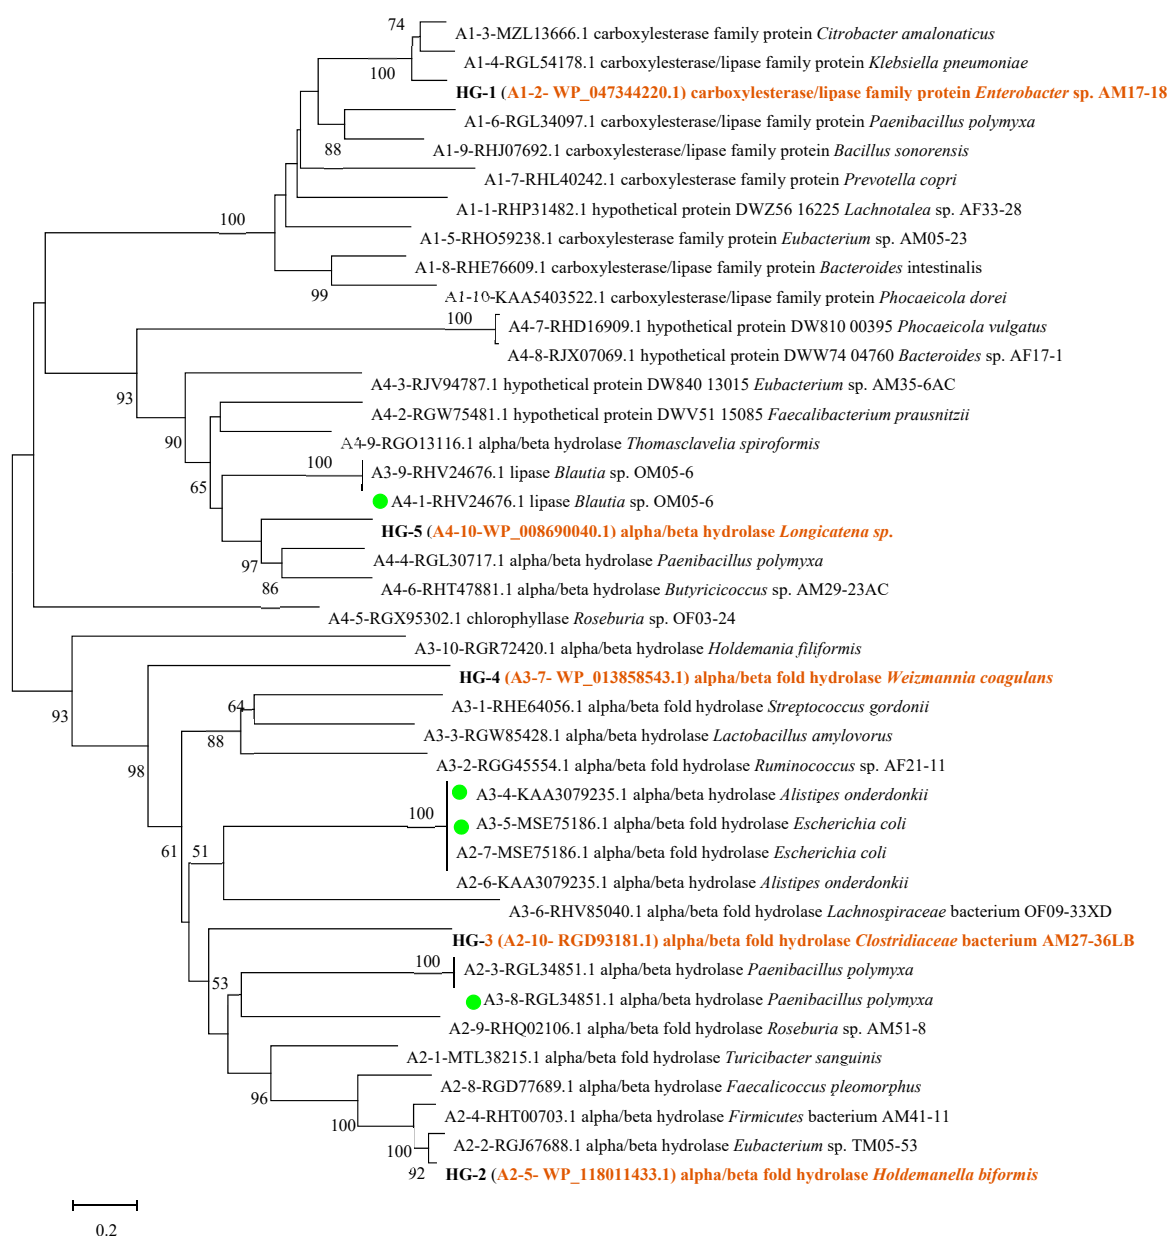 74
A1-3-MZL13666.1 carboxylesterase family protein Citrobacter amalonaticus
A1-4-RGL54178.1 carboxylesterase/lipase family protein Klebsiella pneumoniae
100
HG-1 (A1-2- WP_047344220.1) carboxylesterase/lipase family protein Enterobacter sp. AM17-18
A1-6-RGL34097.1 carboxylesterase/lipase family protein Paenibacillus polymyxa
88
A1-9-RHJ07692.1 carboxylesterase/lipase family protein Bacillus sonorensis
A1-7-RHL40242.1 carboxylesterase family protein Prevotella copri
A1-1-RHP31482.1 hypothetical protein DWZ56 16225 Lachnotalea sp. AF33-28
100
A1-5-RHO59238.1 carboxylesterase family protein Eubacterium sp. AM05-23
A1-8-RHE76609.1 carboxylesterase/lipase family protein Bacteroides intestinalis
99
A1-10-KAA5403522.1 carboxylesterase/lipase family protein Phocaeicola dorei
100
A4-7-RHD16909.1 hypothetical protein DW810 00395 Phocaeicola vulgatus
A4-8-RJX07069.1 hypothetical protein DWW74 04760 Bacteroides sp. AF17-1
93
A4-3-RJV94787.1 hypothetical protein DW840 13015 Eubacterium sp. AM35-6AC
A4-2-RGW75481.1 hypothetical protein DWV51 15085 Faecalibacterium prausnitzii
90
A4-9-RGO13116.1 alpha/beta hydrolase Thomasclavelia spiroformis
100
A3-9-RHV24676.1 lipase Blautia sp. OM05-6
65
A4-1-RHV24676.1 lipase Blautia sp. OM05-6
HG-5 (A4-10-WP_008690040.1) alpha/beta hydrolase Longicatena sp.
97
A4-4-RGL30717.1 alpha/beta hydrolase Paenibacillus polymyxa
86
A4-6-RHT47881.1 alpha/beta hydrolase Butyricicoccus sp. AM29-23AC
A4-5-RGX95302.1 chlorophyllase Roseburia sp. OF03-24
A3-10-RGR72420.1 alpha/beta hydrolase Holdemania filiformis
HG-4 (A3-7- WP_013858543.1) alpha/beta fold hydrolase Weizmannia coagulans
93
64
A3-1-RHE64056.1 alpha/beta fold hydrolase Streptococcus gordonii
88
A3-3-RGW85428.1 alpha/beta hydrolase Lactobacillus amylovorus
98
A3-2-RGG45554.1 alpha/beta fold hydrolase Ruminococcus sp. AF21-11
A3-4-KAA3079235.1 alpha/beta hydrolase Alistipes onderdonkii
100
A3-5-MSE75186.1 alpha/beta fold hydrolase Escherichia coli
61
51
A2-7-MSE75186.1 alpha/beta fold hydrolase Escherichia coli
A2-6-KAA3079235.1 alpha/beta hydrolase Alistipes onderdonkii
A3-6-RHV85040.1 alpha/beta fold hydrolase Lachnospiraceae bacterium OF09-33XD
HG-3 (A2-10- RGD93181.1) alpha/beta fold hydrolase Clostridiaceae bacterium AM27-36LB
100
A2-3-RGL34851.1 alpha/beta hydrolase Paenibacillus polymyxa
53
A3-8-RGL34851.1 alpha/beta hydrolase Paenibacillus polymyxa
A2-9-RHQ02106.1 alpha/beta fold hydrolase Roseburia sp. AM51-8
A2-1-MTL38215.1 alpha/beta fold hydrolase Turicibacter sanguinis
96
A2-8-RGD77689.1 alpha/beta hydrolase Faecalicoccus pleomorphus
100
A2-4-RHT00703.1 alpha/beta hydrolase Firmicutes bacterium AM41-11
100
A2-2-RGJ67688.1 alpha/beta hydrolase Eubacterium sp. TM05-53
92
HG-2 (A2-5- WP_118011433.1) alpha/beta fold hydrolase Holdemanella biformis
0.2